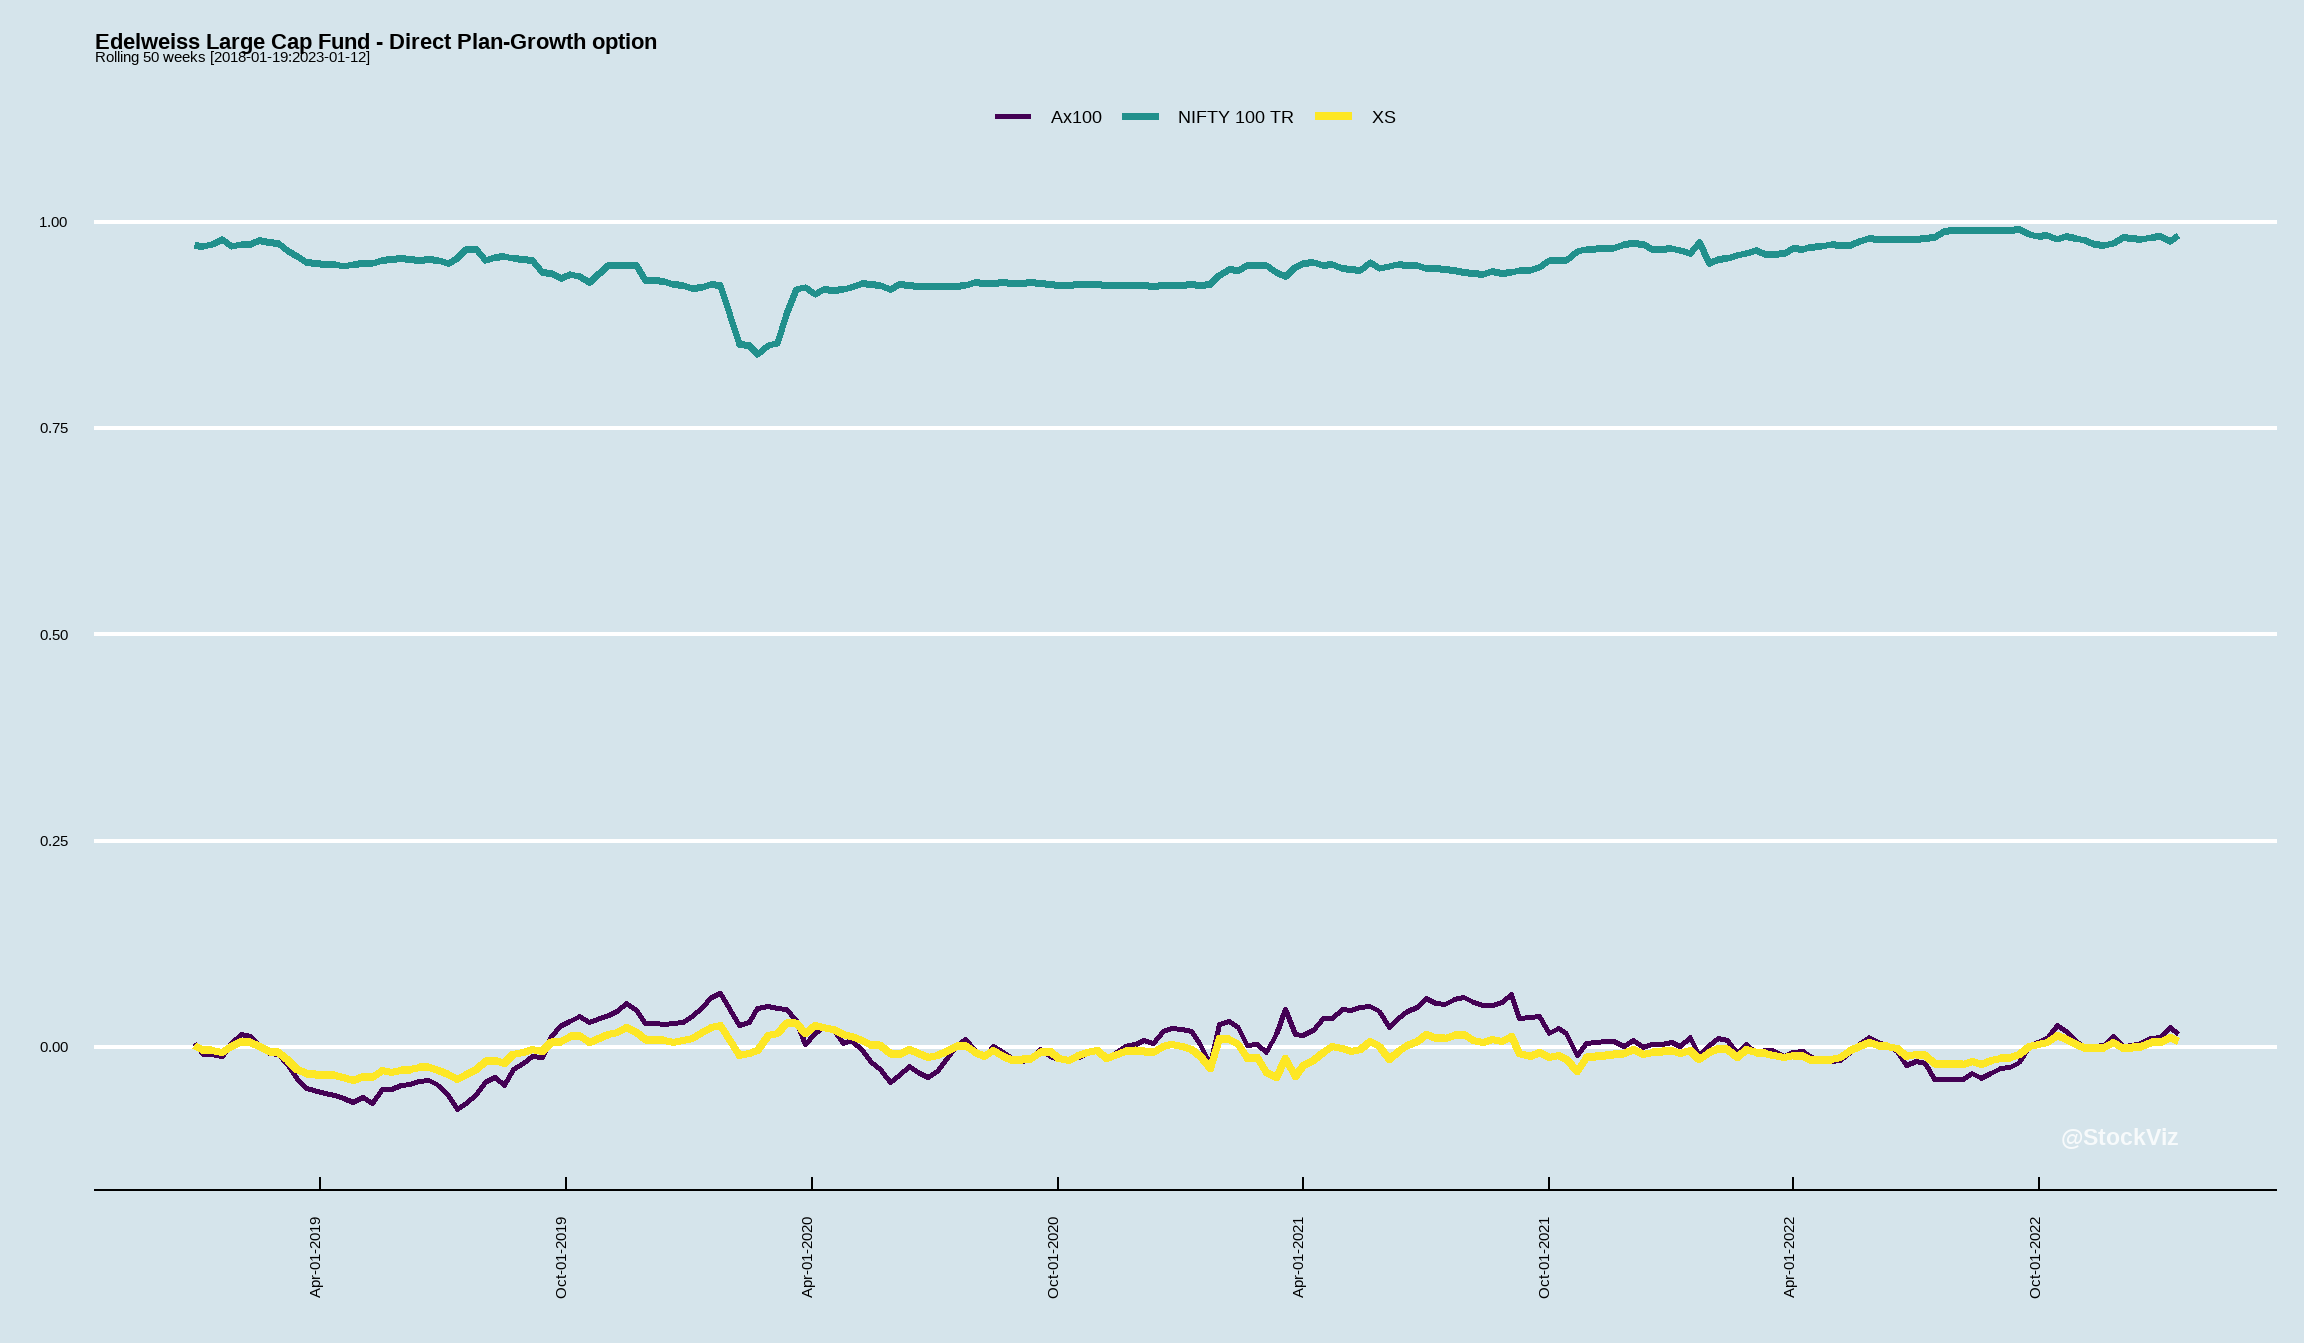 Edelweiss Large Cap Fund - Direct Plan-Growth option
Rolling 50 weeks [2018-01-19:2023-01-12]
Ax100 NIFTY 100 TR XS
1.00
0.75
0.50
0.25
0.00
@StockViz
Apr-01-2019
Oct-01-2019
Apr-01-2020
Oct-01-2020
Apr-01-2021
Oct-01-2021
Apr-01-2022
Oct-01-2022